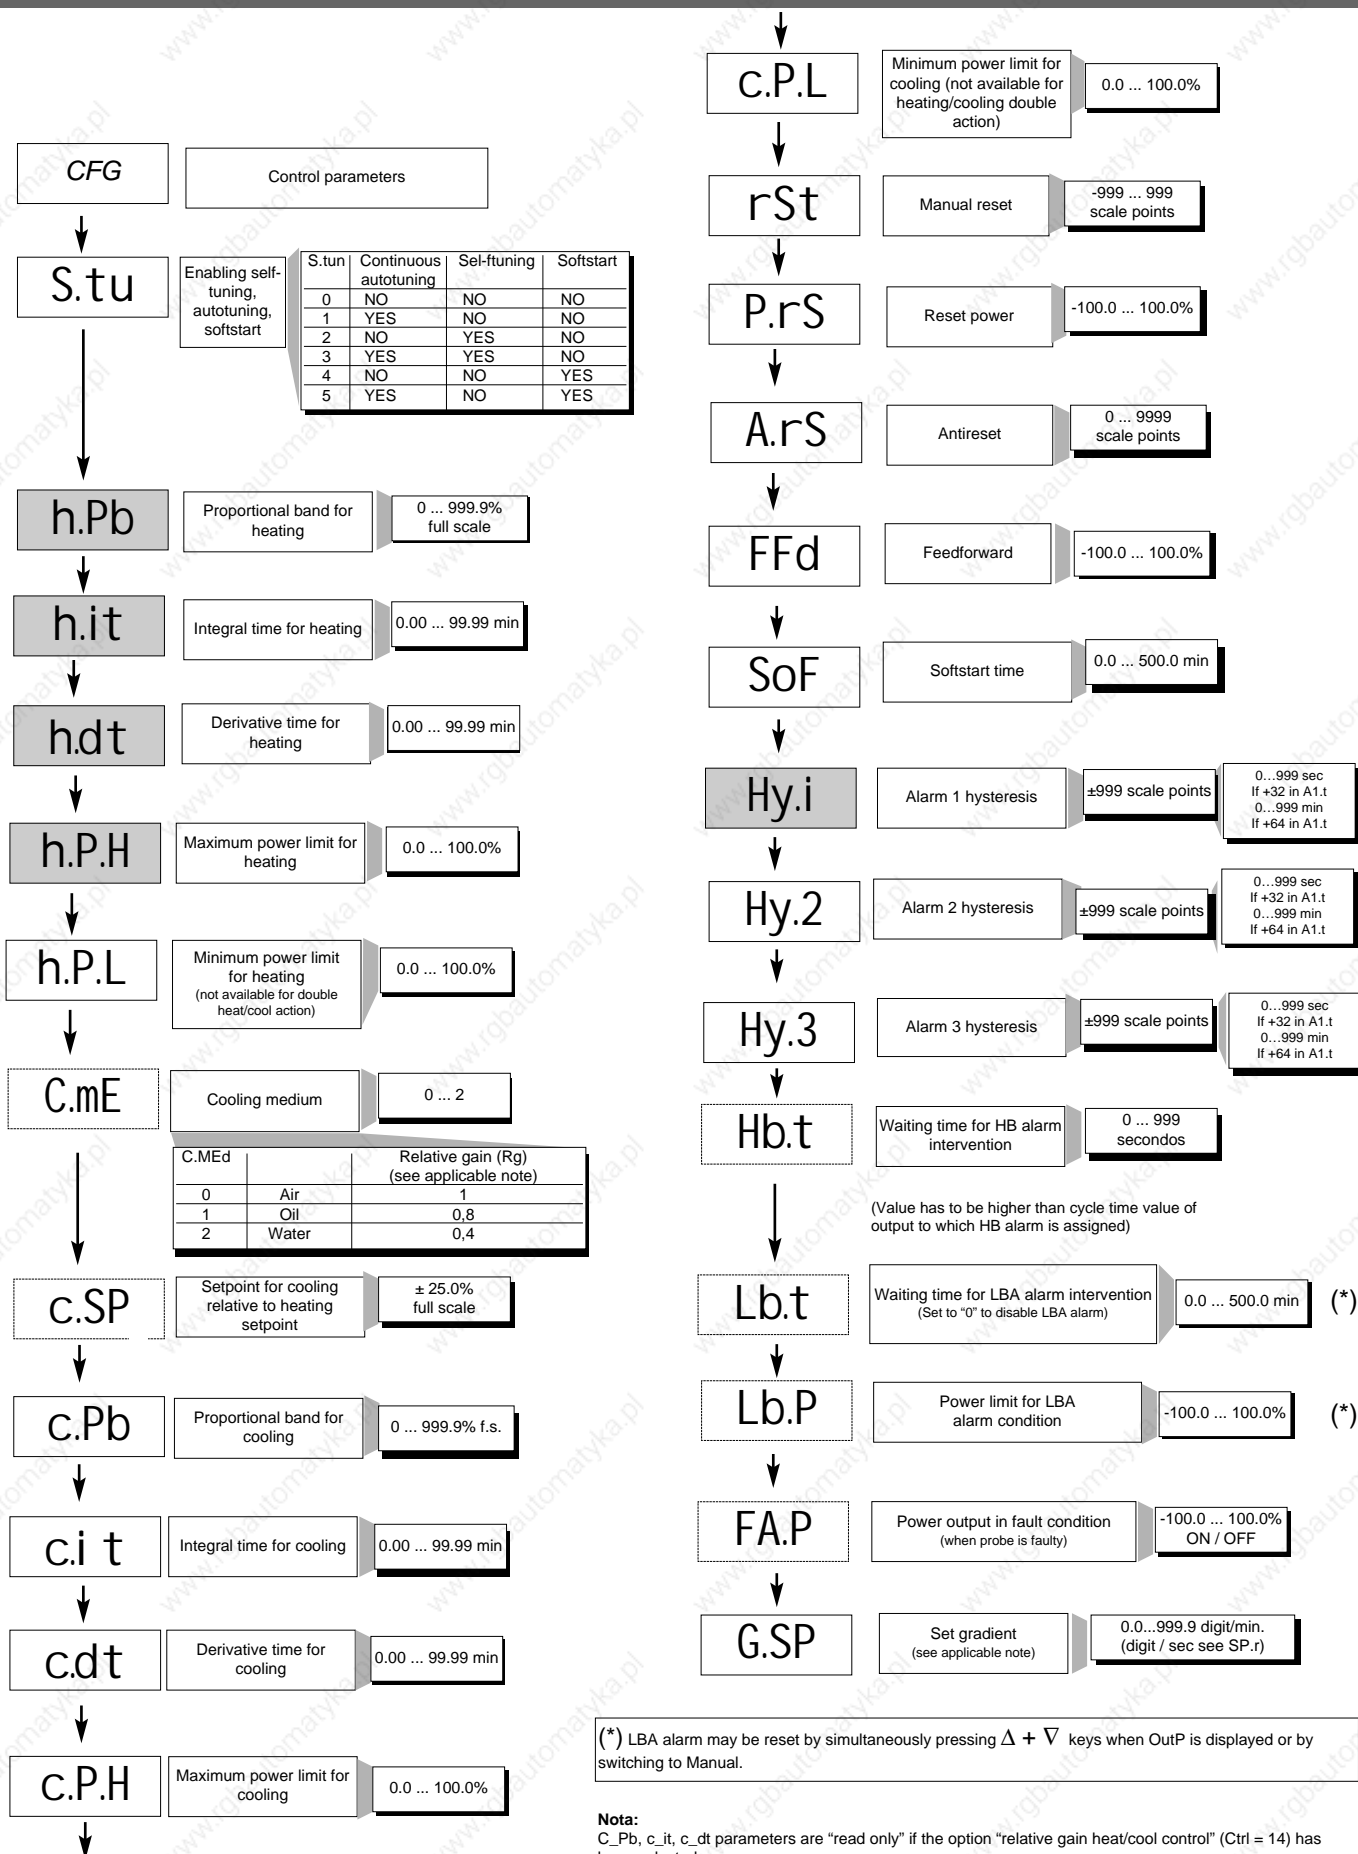 CFG
Control parameters
S.tu
Enabling self-
tuning,
autotuning,
softstart
S.tun Continuous autotuning Sel-ftuning Softstart
0 NO NO NO
1 YES NO NO
2 NO YES NO
3 YES YES NO
4 NO NO YES
5 YES NO YES
h.Pb
Proportional band for
heating
0 ... 999.9%
full scale
h.it
Integral time for heating
0.00 ... 99.99 min
h.dt
Derivative time for
heating
0.00 ... 99.99 min
h.P.H
Maximum power limit for
heating
0.0 ... 100.0%
h.P.L
Minimum power limit
for heating
(not available for double
heat/cool action)
0.0 ... 100.0%
C.mE
Cooling medium
0 ... 2
C.MEd Relative gain (Rg)
(see applicable note)
0 Air 1
1 Oil 0,8
2 Water 0,4
c.SP
Setpoint for cooling
relative to heating
setpoint
± 25.0%
full scale
c.Pb
Proportional band for
cooling
0 ... 999.9% f.s.
c.i t
Integral time for cooling
0.00 ... 99.99 min
c.dt
Derivative time for
cooling
0.00 ... 99.99 min
c.P.H
Maximum power limit for
cooling
0.0 ... 100.0%
c.P.L
Minimum power limit for
cooling (not available for
heating/cooling double
action)
0.0 ... 100.0%
rSt
Manual reset
-999 ... 999
scale points
P.rS
Reset power
-100.0 ... 100.0%
A.rS
Antireset
0 ... 9999
scale points
FFd
Feedforward
-100.0 ... 100.0%
SoF
Softstart time
0.0 ... 500.0 min
Hy.i
Alarm 1 hysteresis
±999 scale points
0...999 sec
If +32 in A1.t
0...999 min
If +64 in A1.t
Hy.2
Alarm 2 hysteresis
±999 scale points
0...999 sec
If +32 in A1.t
0...999 min
If +64 in A1.t
Hy.3
Alarm 3 hysteresis
±999 scale points
0...999 sec
If +32 in A1.t
0...999 min
If +64 in A1.t
Hb.t
Waiting time for HB alarm
intervention
0 ... 999
secondos
(Value has to be higher than cycle time value of
output to which HB alarm is assigned)
Lb.t
Waiting time for LBA alarm intervention
(Set to “0” to disable LBA alarm)
0.0 ... 500.0 min (*)
Lb.P
Power limit for LBA
alarm condition
-100.0 ... 100.0% (*)
FA.P
Power output in fault condition
(when probe is faulty)
-100.0 ... 100.0%
ON / OFF
G.SP
Set gradient
(see applicable note)
0.0...999.9 digit/min.
(digit / sec see SP.r)
(*) LBA alarm may be reset by simultaneously pressing Δ + ∇ keys when OutP is displayed or by
switching to Manual.
Nota:
C_Pb, c_it, c_dt parameters are “read only” if the option “relative gain heat/cool control” (Ctrl = 14) has
www.rgbautomatyka.pl